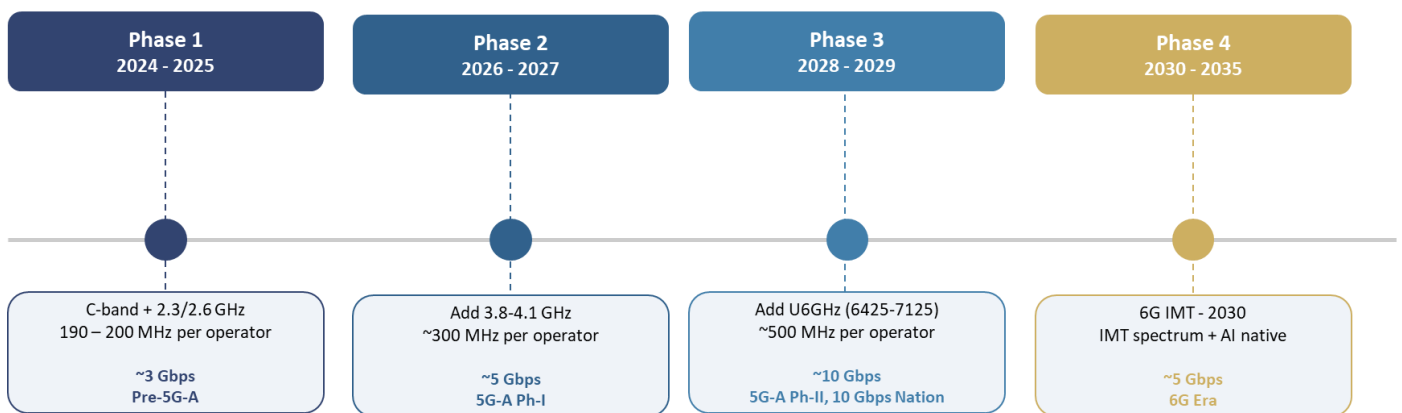 Phase 1
2024 - 2025
Phase 2
2026 - 2027
Phase 3
2028 - 2029
Phase 4
2030 - 2035
C-band + 2.3/2.6 GHz
190 – 200 MHz per operator
~3 Gbps
Pre-5G-A
Add 3.8-4.1 GHz
~300 MHz per operator
~5 Gbps
5G-A Ph-I
Add U6GHz (6425-7125)
~500 MHz per operator
~10 Gbps
5G-A Ph-II, 10 Gbps Nation
6G IMT - 2030
IMT spectrum + AI native
~5 Gbps
6G Era